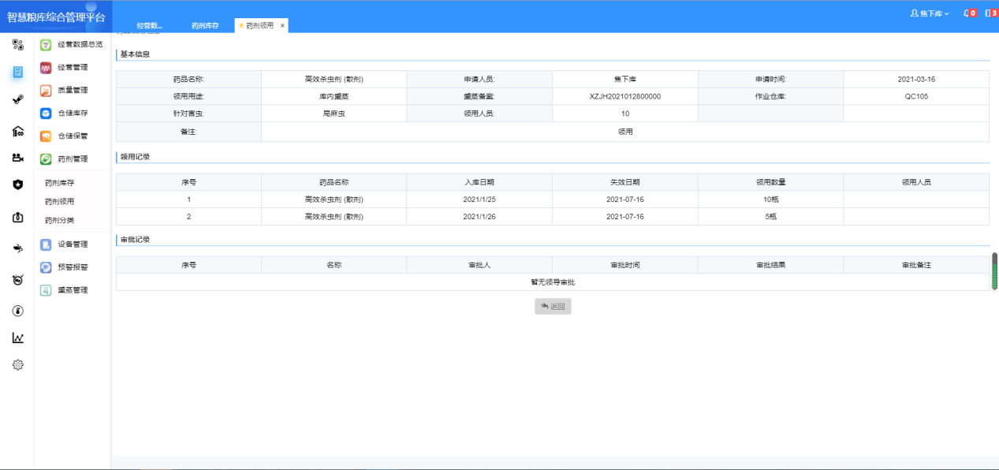 智慧粮库综合管理平台
经营数...
药剂库存
药剂领用 ×
焦下库
0
3
经营数据总览
经营管理
质量管理
仓储库存
仓储保管
药剂管理
药剂库存
药剂领用
药剂分类
设备管理
预警报警
熏蒸管理
基本信息
药品名称: 高效杀虫剂 (散剂) 申请人员: 焦下库 申请时间: 2021-03-16
领用用途: 库内熏蒸 熏蒸备案: XZJH2021012800000 作业仓库: QC105
针对害虫: 局麻虫 领用人员: 10
备注: 领用
领用记录
序号 药品名称 入库日期 失效日期 领用数量 领用人员
1 高效杀虫剂 (散剂) 2021/1/25 2021-07-16 10瓶
2 高效杀虫剂 (散剂) 2021/1/26 2021-07-16 5瓶
审批记录
序号 名称 审批人 审批时间 审批结果 审批备注
暂无领导审批
返回